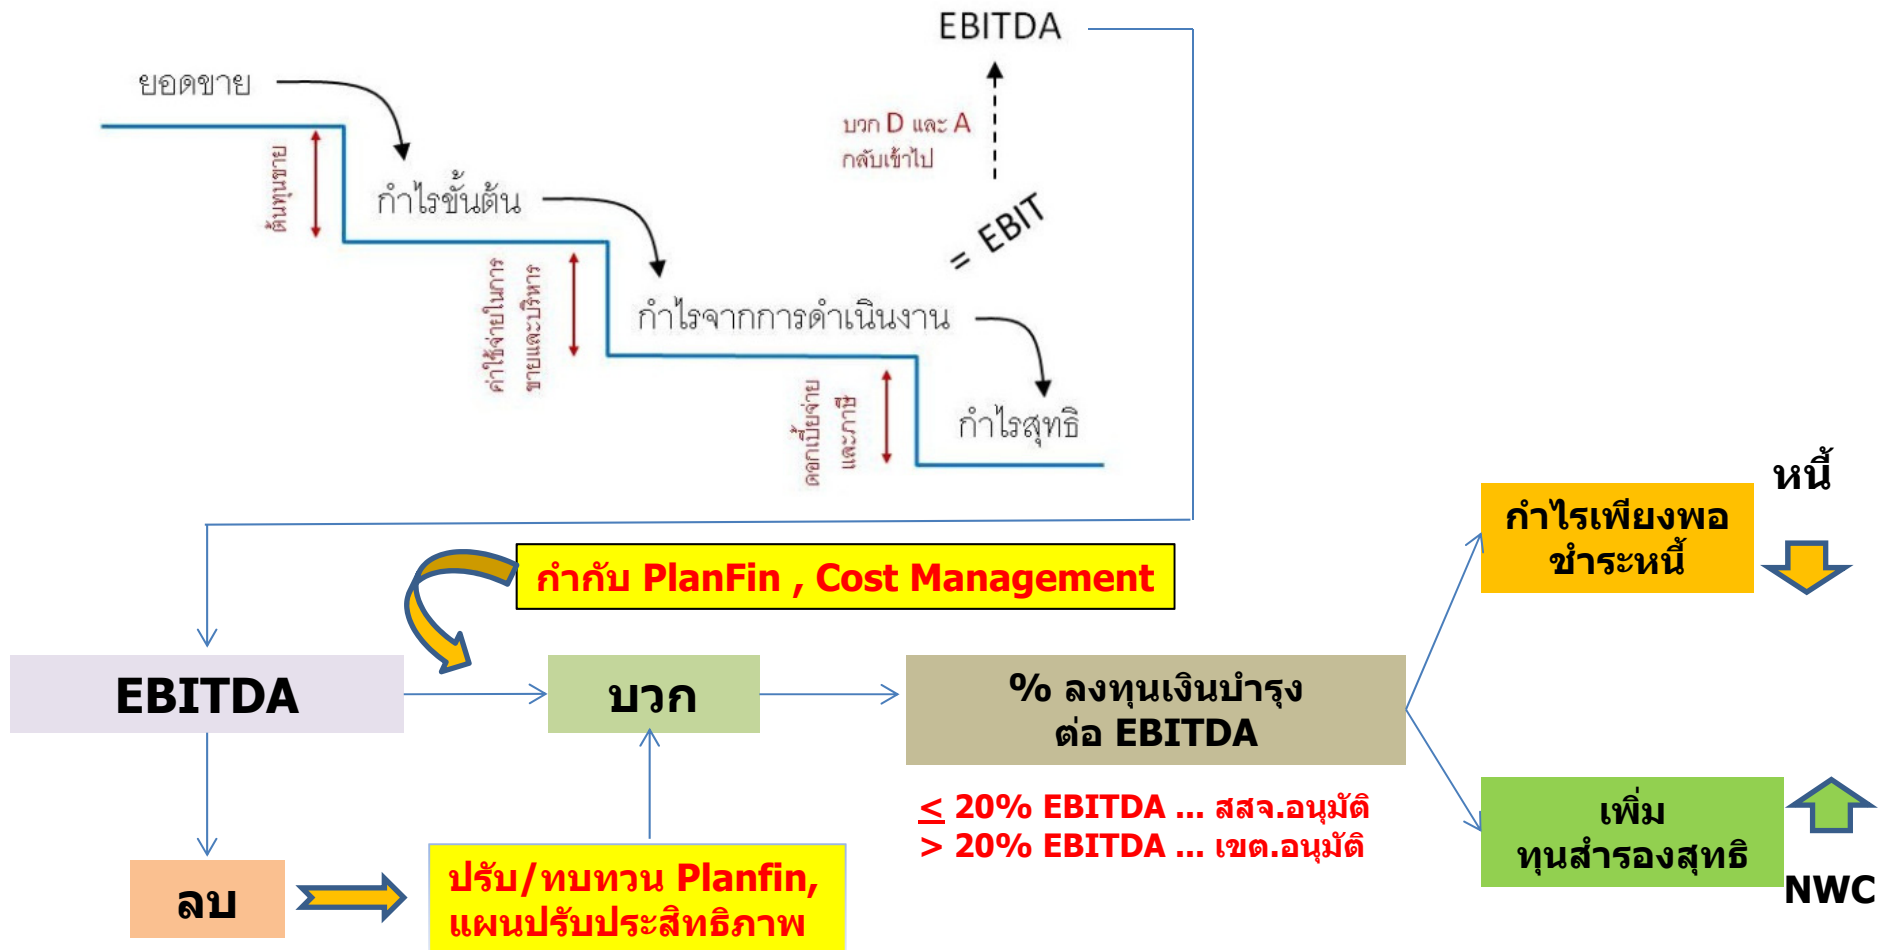 EBITDA
ยอดขาย
บวก D และ A
กลับเข้าไป
ต้นทุนขาย
กำไรขั้นต้น
= EBIT
ค่าใช้จ่ายในการ
ขายและบริหาร
กำไรจากการดำเนินงาน
ดอกเบี้ยจ่าย
และภาษี
กำไรสุทธิ
หนี้
กำไรเพียงพอ
ชำระหนี้
กำกับ PlanFin , Cost Management
EBITDA
บวก
% ลงทุนเงินบำรุง
ต่อ EBITDA
≤ 20% EBITDA ... สสจ.อนุมัติ
> 20% EBITDA ... เขต.อนุมัติ
เพิ่ม
ทุนสำรองสุทธิ
NWC
ลบ
ปรับ/ทบทวน Planfin,
แผนปรับประสิทธิภาพ